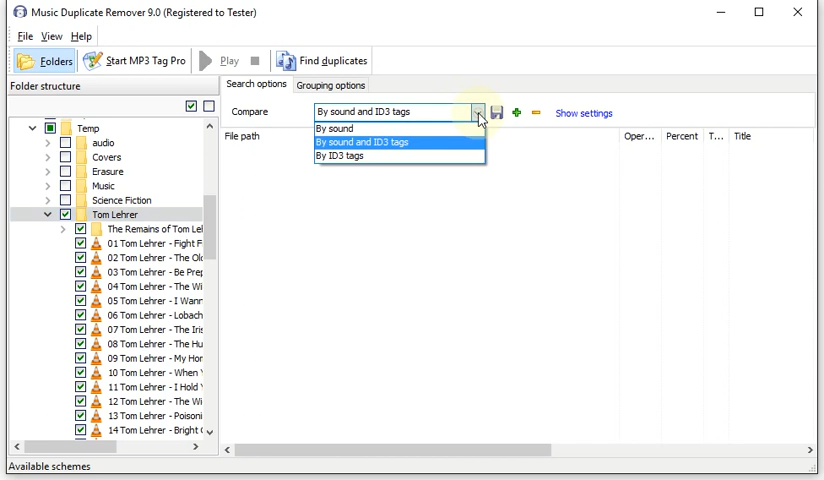 Music Duplicate Remover 9.0 (Registered to Tester)
File View Help
Folders Start MP3 Tag Pro Play Find duplicates
Folder structure
Search options Grouping options
Compare By sound and ID3 tags Show settings
By sound
By sound and ID3 tags
By ID3 tags
File path Oper... Percent T... Title
Temp
audio
Covers
Erasure
Music
Science Fiction
Tom Lehrer
The Remains of Tom Lel
01 Tom Lehrer - Fight F
02 Tom Lehrer - The Ol
03 Tom Lehrer - Be Prep
04 Tom Lehrer - The Wi
05 Tom Lehrer - I Wann
06 Tom Lehrer - Lobach
07 Tom Lehrer - The Iris
08 Tom Lehrer - The Hu
09 Tom Lehrer - My Hor
10 Tom Lehrer - When Y
11 Tom Lehrer - I Hold Y
12 Tom Lehrer - The Wi
13 Tom Lehrer - Poisoni
14 Tom Lehrer - Bright C
Available schemes